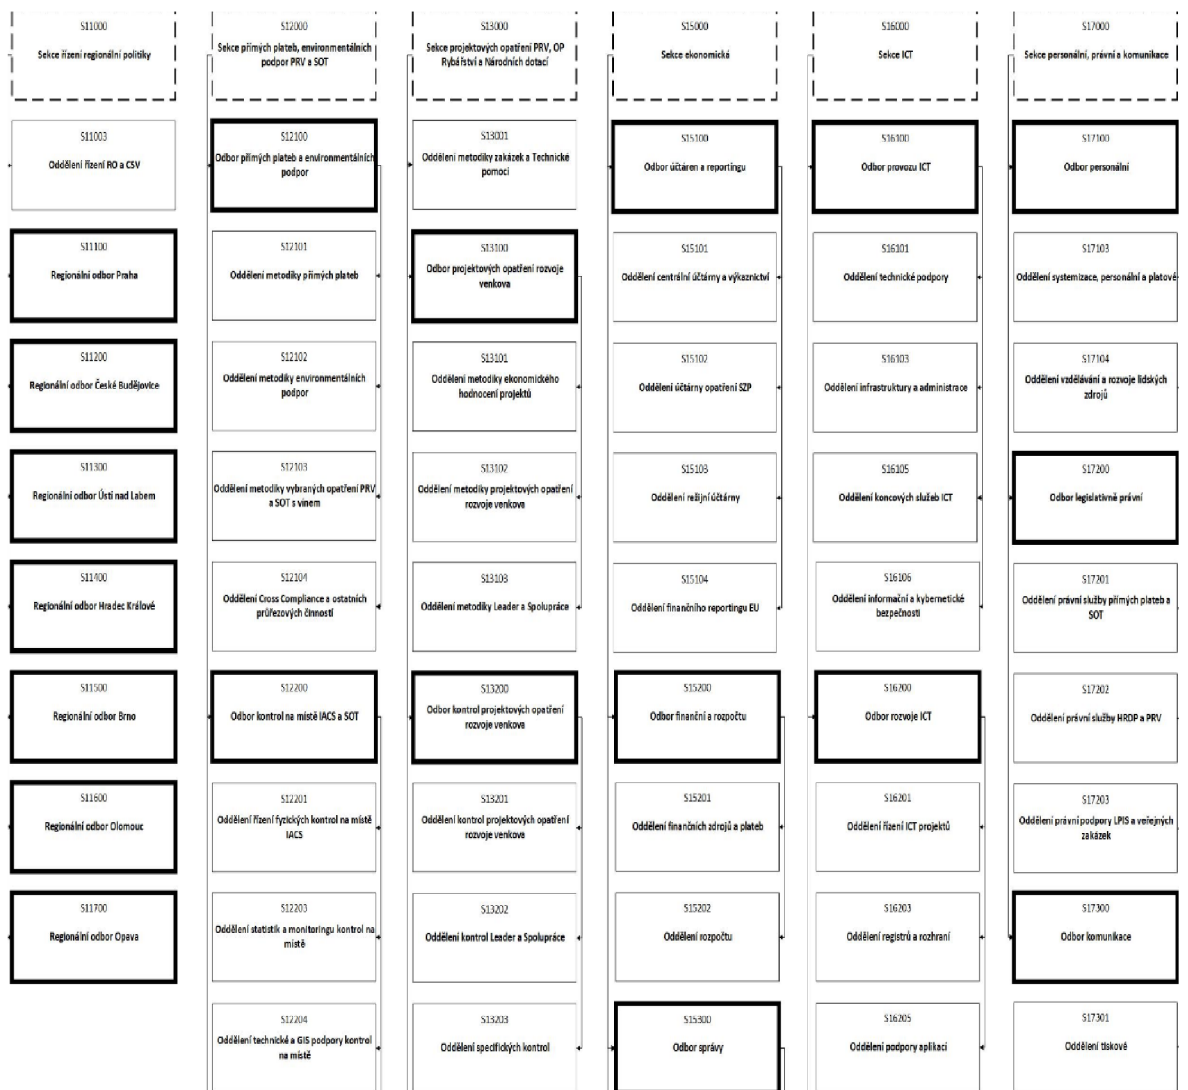 S11000
Sekce řízení regionální politiky
S11003
Oddělení řízení RO a CSV
S11100
Regionální odbor Praha
S11200
Regionální odbor České Budějovice
S11300
Regionální odbor Ústí nad Labem
S11400
Regionální odbor Hradec Králové
S11500
Regionální odbor Brno
S11600
Regionální odbor Olomouc
S11700
Regionální odbor Opava
S12000
Sekce přímých plateb, environmentálních
podpor PRV a SOT
S12100
Odbor přímých plateb a environmentálních
podpor
S12101
Oddělení metodiky přímých plateb
S12102
Oddělení metodiky environmentálních
podpor
S12103
Oddělení metodiky vybraných opatření PRV
a SOT s vínem
S12104
Oddělení Cross Compliance a ostatních
průřezových činností
S12200
Odbor kontrol na místě IACS a SOT
S12201
Oddělení řízení fyzických kontrol na místě
IACS
S12203
Oddělení statistik a monitoringu kontrol na
místě
S12204
Oddělení technické a GIS podpory kontrol
na místě
S13000
Sekce projektových opatření PRV, OP
Rybářství a Národních dotací
S13001
Oddělení metodiky zakázek a Technické
pomoci
S13100
Odbor projektových opatření rozvoje
venkova
S13101
Oddělení metodiky ekonomického
hodnocení projektů
S13102
Oddělení metodiky projektových opatření
rozvoje venkova
S13103
Oddělení metodiky Leader a Spolupráce
S13200
Odbor kontrol projektových opatření rozvoje
venkova
S13201
Oddělení kontrol projektových opatření
rozvoje venkova
S13202
Oddělení kontrol Leader a Spolupráce
S13203
Oddělení specifických kontrol
S15000
Sekce ekonomická
S15100
Odbor účtáren a reportingu
S15101
Oddělení centrální účtárny a výkaznictví
S15102
Oddělení účtárny opatření SZP
S15103
Odděleni režijní účtárny
S15104
Oddělení finančního reportingu EU
S15200
Odbor finanční a rozpočtu
S15201
Oddělení finančních zdrojů a plateb
S15202
Oddělení rozpočtu
S15300
Odbor správy
S16000
Sekce ICT
S16100
Odbor provozu ICT
S16101
Oddělení technické podpory
S16103
Oddělení infrastruktury a administrace
S16105
Oddělení koncových služeb ICT
S16106
Oddělení informační a kybernetické
bezpečnosti
S16200
Odbor rozvoje ICT
S16201
Oddělení řízení ICT projektů
S16203
Oddělení registrů a rozhraní
S16205
Oddělení podpory aplikací
S17000
Sekce personální, právní a komunikace
S17100
Odbor personální
S17103
Oddělení systemizace, personální a platové
S17104
Oddělení vzdělávání a rozvoje lidských
zdrojů
S17200
Odbor legislativně právní
S17201
Oddělení právní služby přímých plateb a
SOT
S17202
Oddělení právní služby HRDP a PRV
S17203
Oddělení právní podpory LPIS a veřejných
zakázek
S17300
Odbor komunikace
S17301
Oddělení tiskové